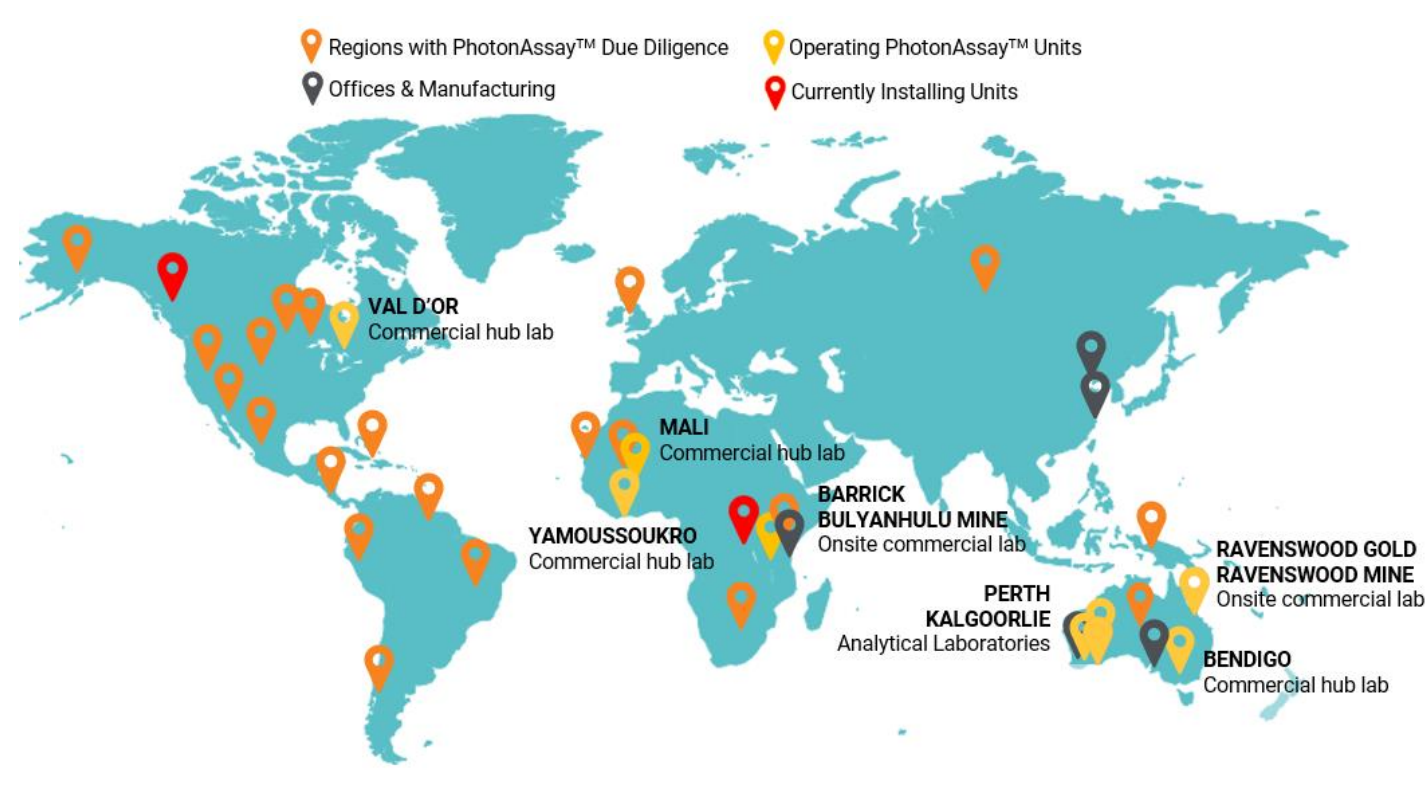 Regions with PhotonAssay™ Due Diligence
Operating PhotonAssay™ Units
Offices & Manufacturing
Currently Installing Units
VAL D'OR
Commercial hub lab
MALI
Commercial hub lab
YAMOUSSOUKRO
Commercial hub lab
BARRICK
BULYANHULU MINE
Onsite commercial lab
PERTH
KALGOORLIE
Analytical Laboratories
RAVENSWOOD GOLD
RAVENSWOOD MINE
Onsite commercial lab
BENDIGO
Commercial hub lab